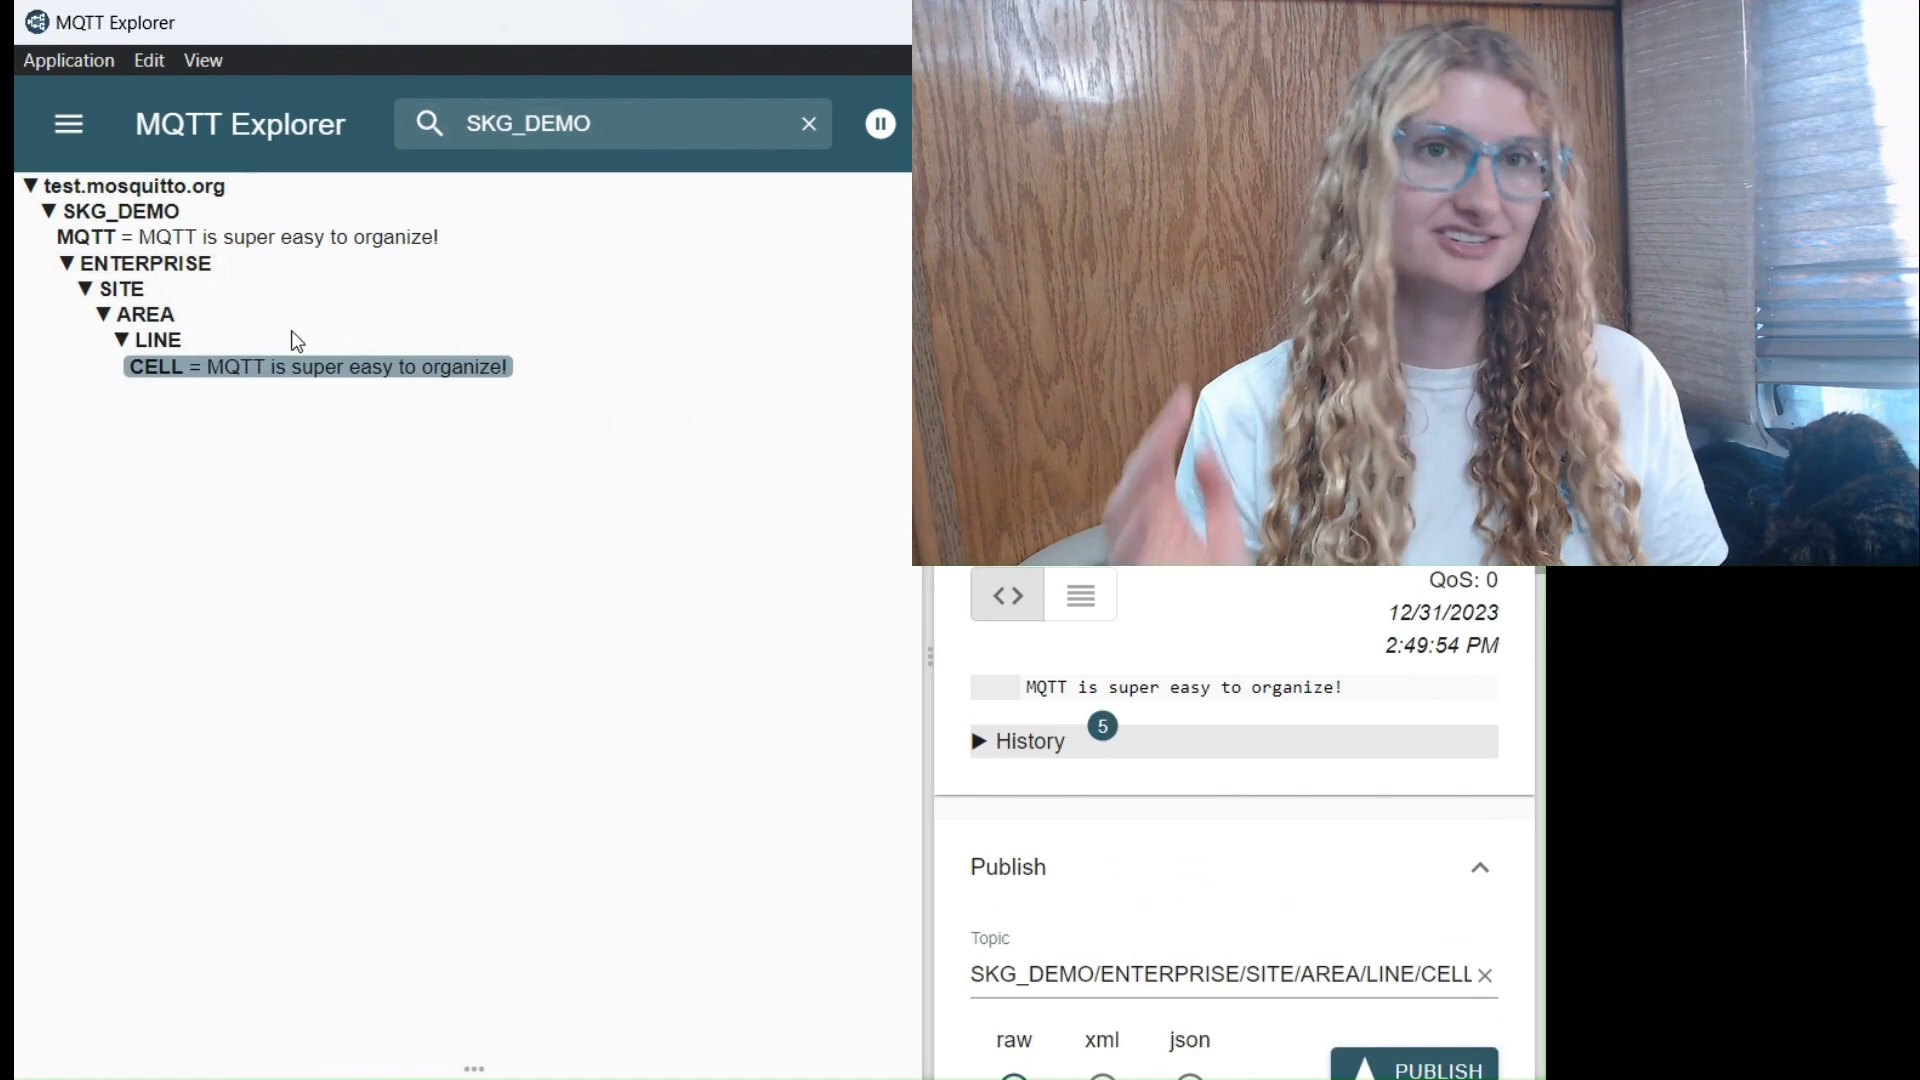 MQTT Explorer
Application Edit View
MQTT Explorer
SKG_DEMO
test.mosquitto.org
SKG_DEMO
MQTT = MQTT is super easy to organize!
ENTERPRISE
SITE
AREA
LINE
CELL = MQTT is super easy to organize!
QoS: 0
12/31/2023
2:49:54 PM
MQTT is super easy to organize!
History
5
Publish
Topic
SKG_DEMO/ENTERPRISE/SITE/AREA/LINE/CELL
raw xml json
PUBLISH